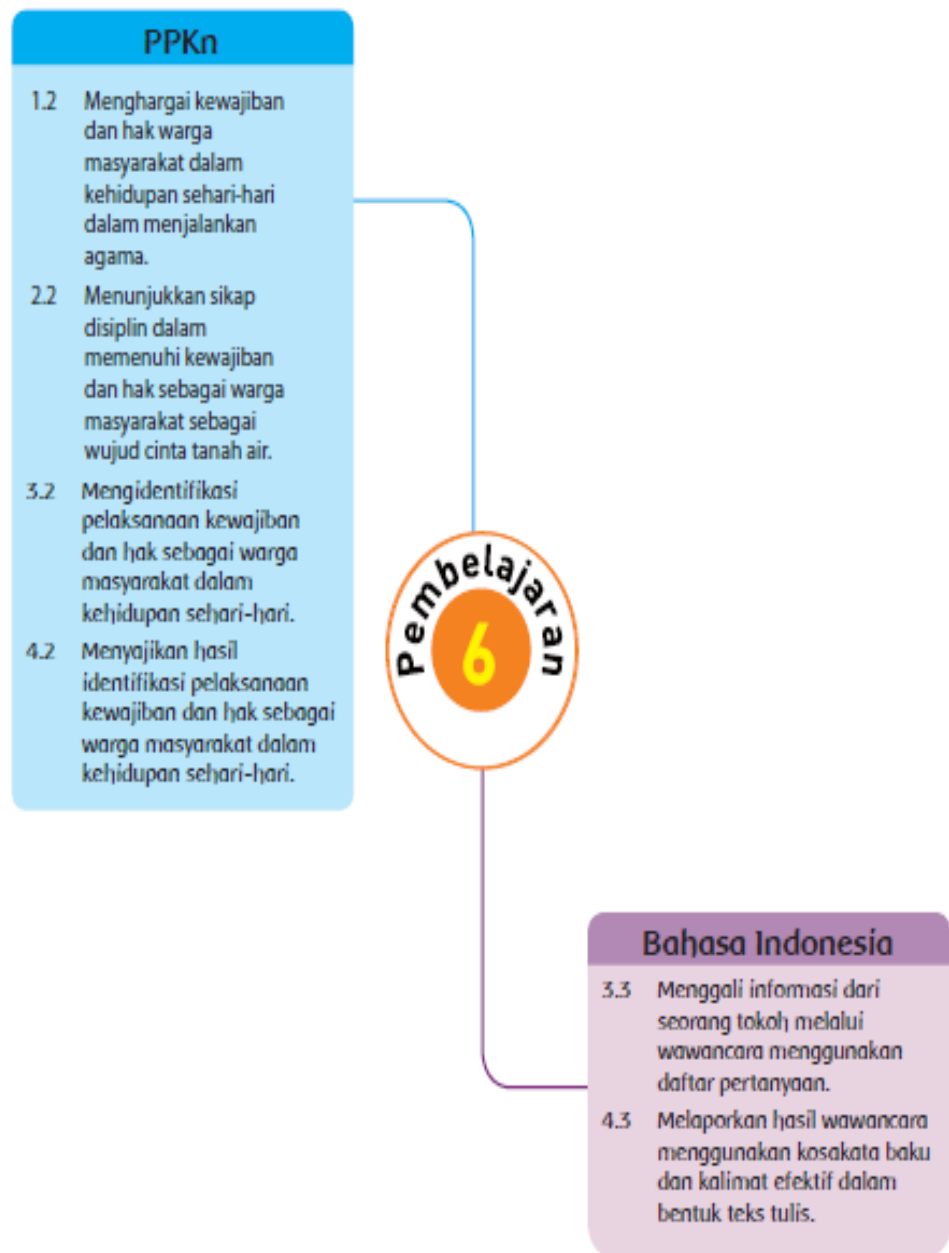 PPKn
1.2 Menghargai kewajiban
dan hak warga
masyarakat dalam
kehidupan sehari-hari
dalam menjalankan
agama.
2.2 Menunjukkan sikap
disiplin dalam
memenuhi kewajiban
dan hak sebagai warga
masyarakat sebagai
wujud cinta tanah air.
3.2 Mengidentifikasi
pelaksanaan kewajiban
dan hak sebagai warga
masyarakat dalam
kehidupan sehari-hari.
4.2 Menyajikan hasil
identifikasi pelaksanaan
kewajiban dan hak sebagai
warga masyarakat dalam
kehidupan sehari-hari.
Pembelajaran
6
Bahasa Indonesia
3.3 Menggali informasi dari
seorang tokoh melalui
wawancara menggunakan
daftar pertanyaan.
4.3 Melaporkan hasil wawancara
menggunakan kosakata baku
dan kalimat efektif dalam
bentuk teks tulis.